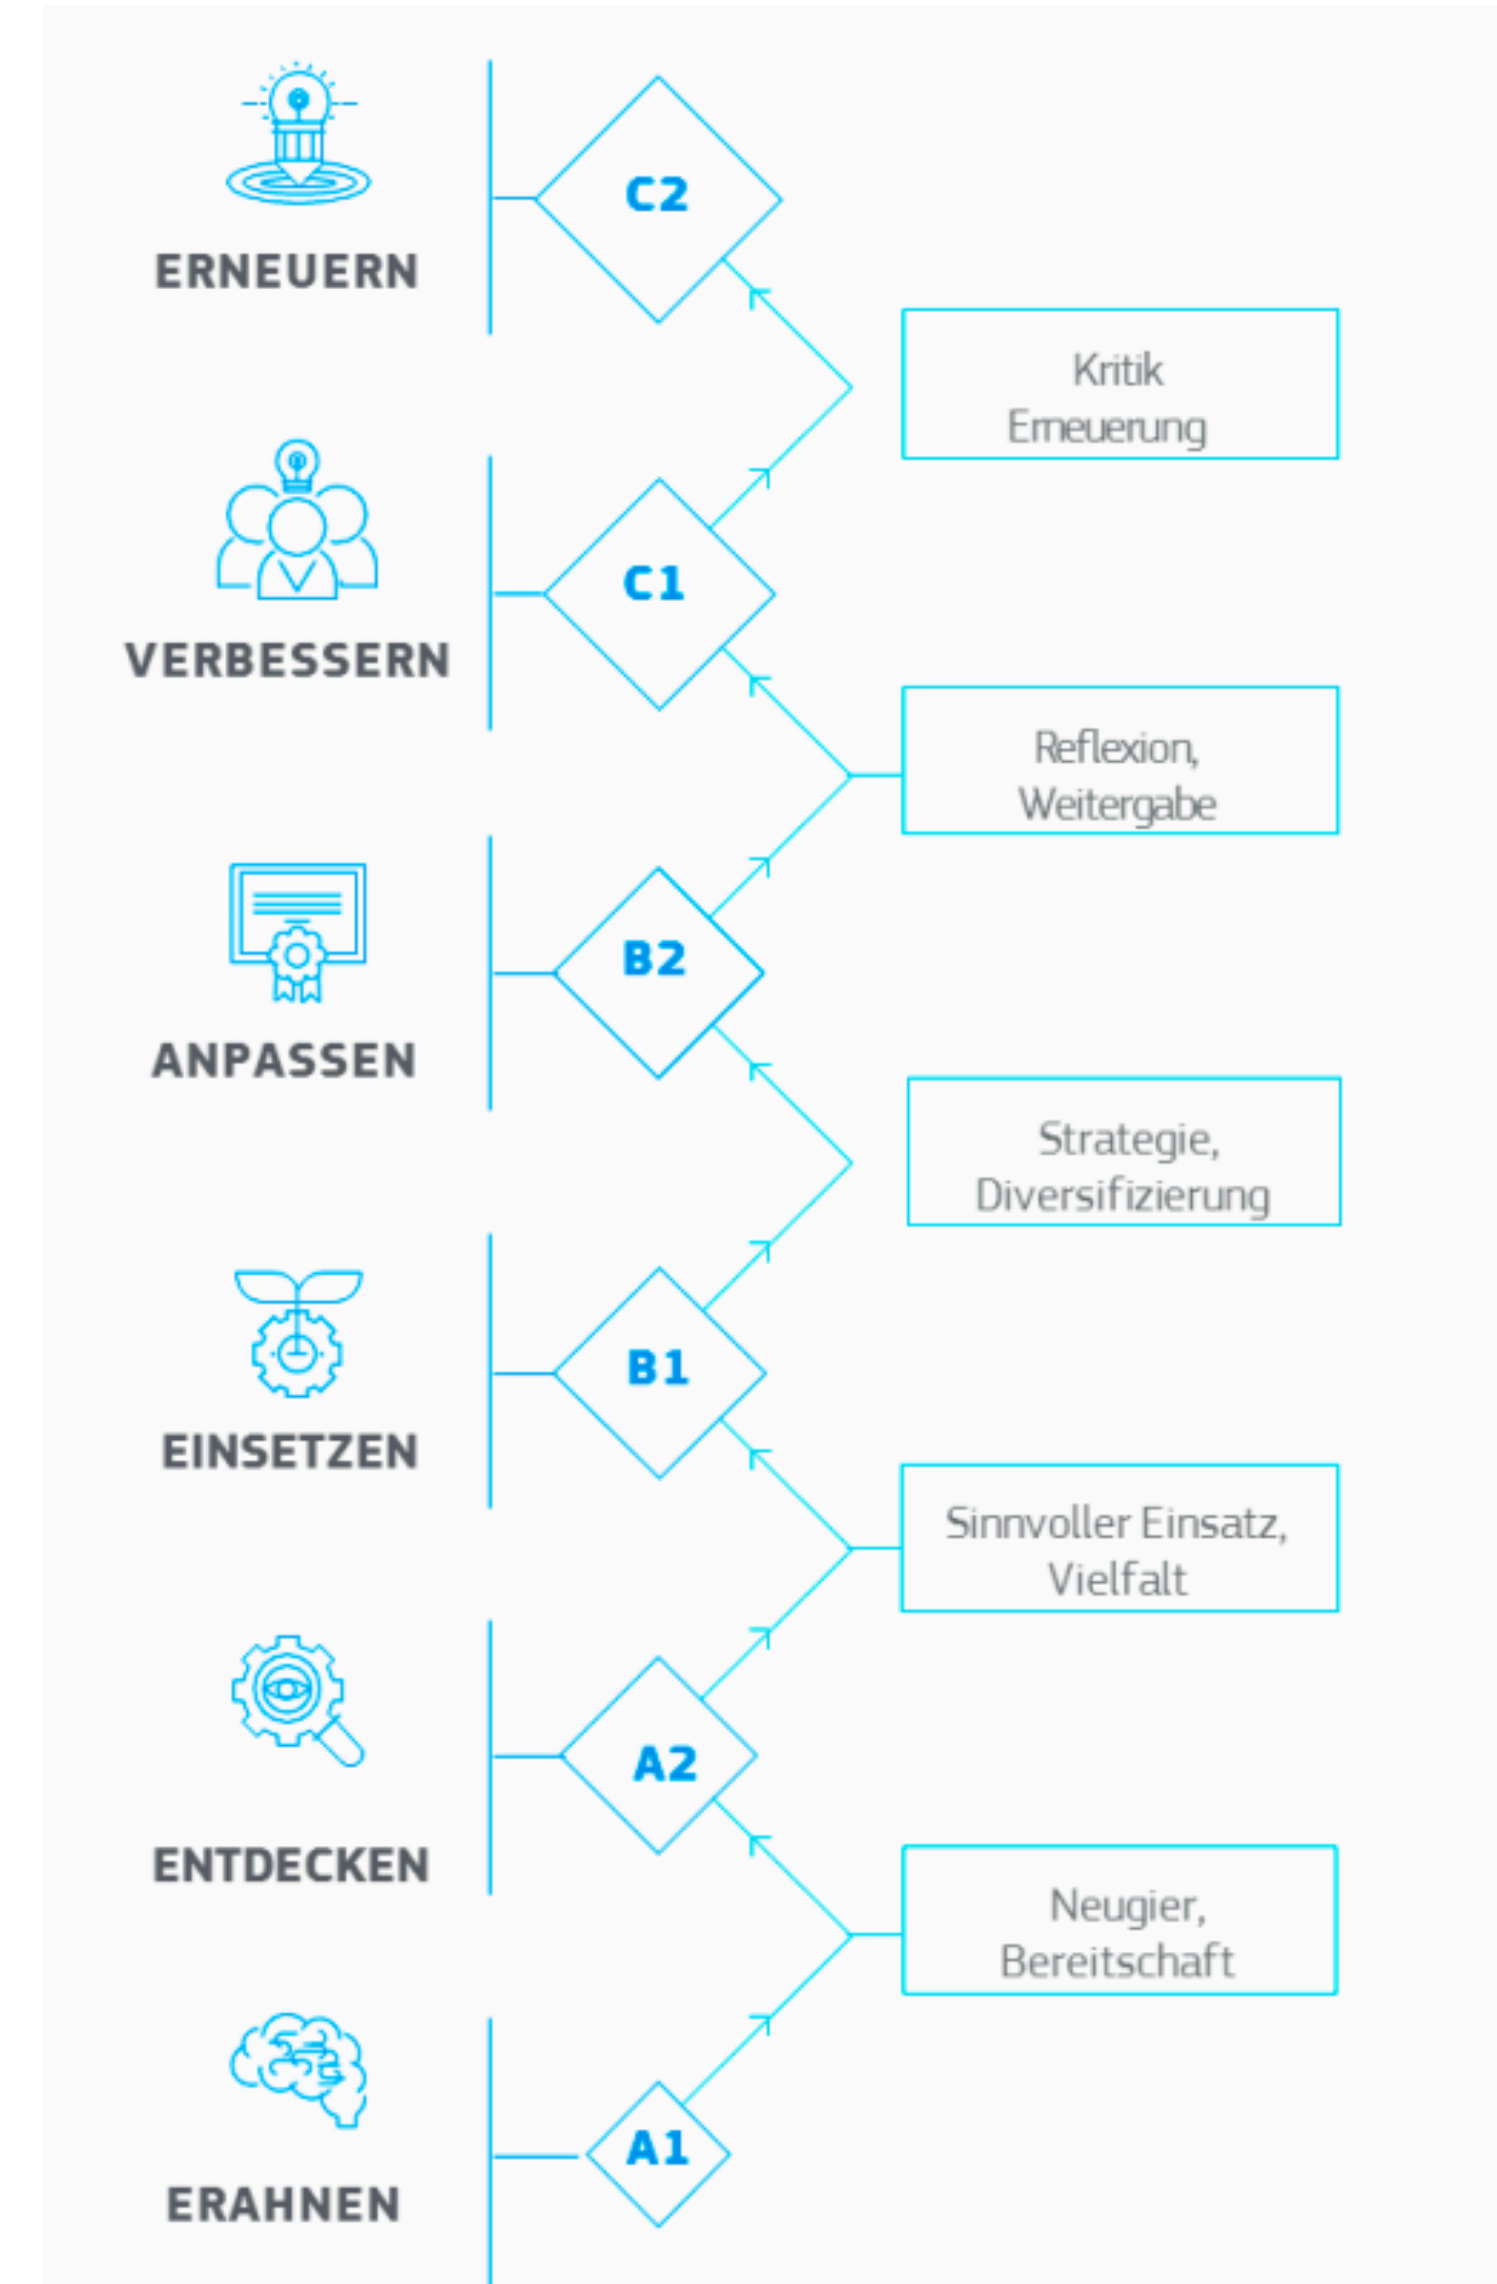 C2
ERNEUERN
Kritik
Erneuerung
C1
VERBESSERN
Reflexion,
Weitergabe
B2
ANPASSEN
Strategie,
Diversifizierung
B1
EINSETZEN
Sinnvoller Einsatz,
Vielfalt
A2
ENTDECKEN
Neugier,
Bereitschaft
A1
ERAHNEN